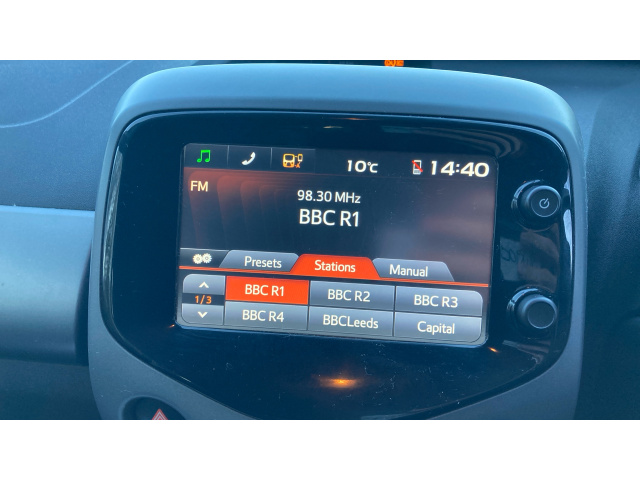 10°C 14:40
FM
98.30 MHz
BBC R1
Presets Stations Manual
BBC R1 BBC R2 BBC R3
1/3
BBC R4 BBCLeeds Capital